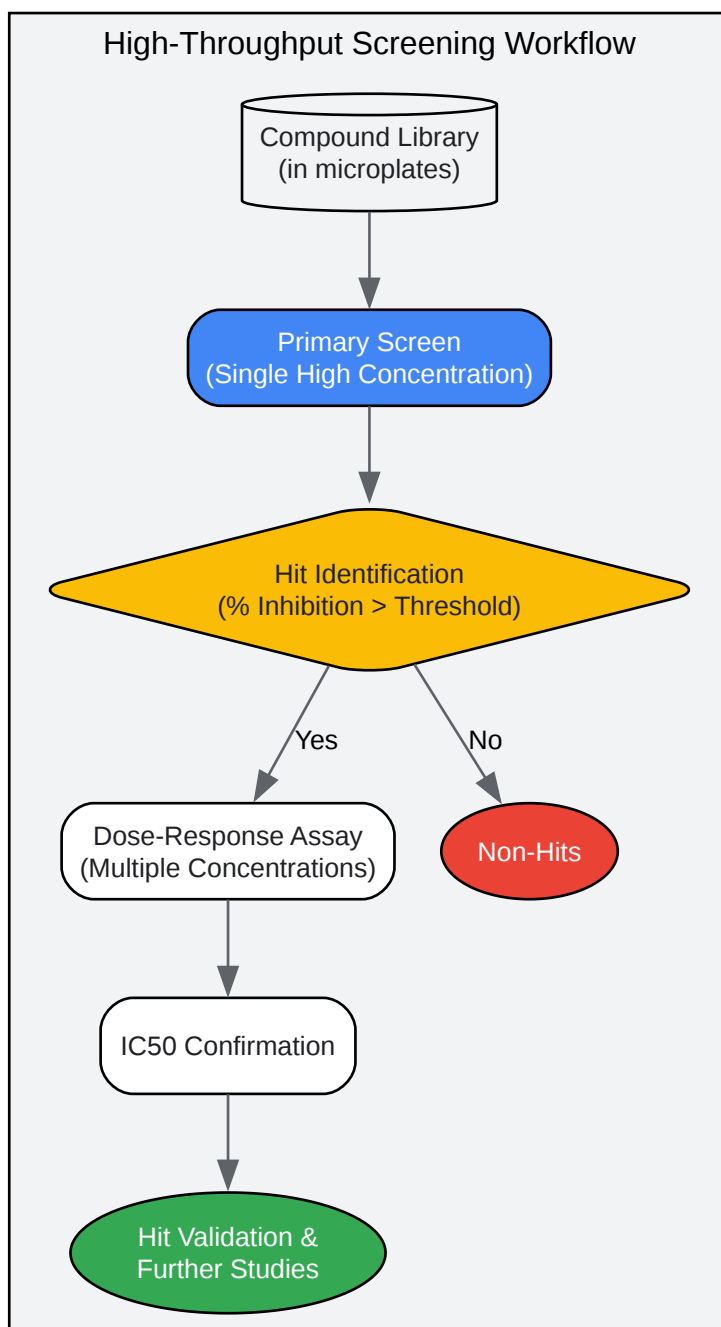 High-Throughput Screening Workflow
Compound Library
(in microplates)
Primary Screen
(Single High Concentration)
Hit Identification
(% Inhibition > Threshold)
Yes
No
Dose-Response Assay
(Multiple Concentrations)
Non-Hits
IC50 Confirmation
Hit Validation &
Further Studies